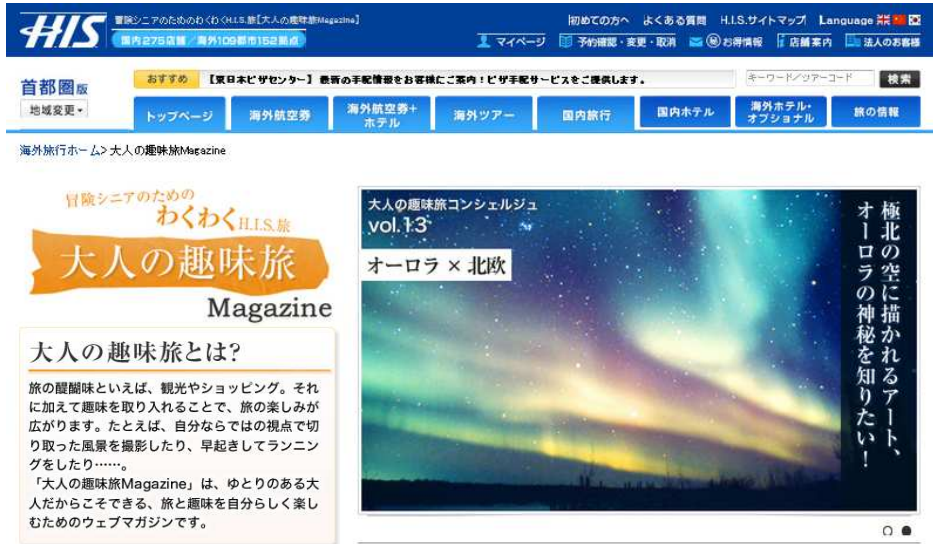 HIS
冒険シニアのためのわくわくH.I.S.旅【大人の趣味旅Magazine】
国内275店舗／海外109都市152拠点
初めての方へ よくある質問 H.I.S.サイトマップ Language
マイページ 予約確認・変更・取消 秘お得情報 店舗案内 法人のお客様
首都圏版
地域変更
おすすめ 【東日本ビザセンター】最新の手配情報をお客様にご案内！ビザ手配サービスをご提供します。
キーワード/ツアーコード 検索
トップページ 海外航空券 海外航空券+ホテル 海外ツアー 国内旅行 国内ホテル 海外ホテル・オプショナル 旅の情報
海外旅行ホーム> 大人の趣味旅Magazine
冒険シニアのための
わくわくH.I.S.旅
大人の趣味旅
Magazine
大人の趣味旅とは?
旅の醍醐味といえば、観光やショッピング。それ
に加えて趣味を取り入れることで、旅の楽しみが
広がります。たとえば、自分ならではの視点で切
り取った風景を撮影したり、早起きしてランニン
グをしたり……。
「大人の趣味旅Magazine」は、ゆとりのある大
人だからこそできる、旅と趣味を自分らしく楽し
むためのウェブマガジンです。
大人の趣味旅コンシェルジュ
vol.13
オーロラ × 北欧
極北の空に描かれるアート、
オーロラの神秘を知りたい！